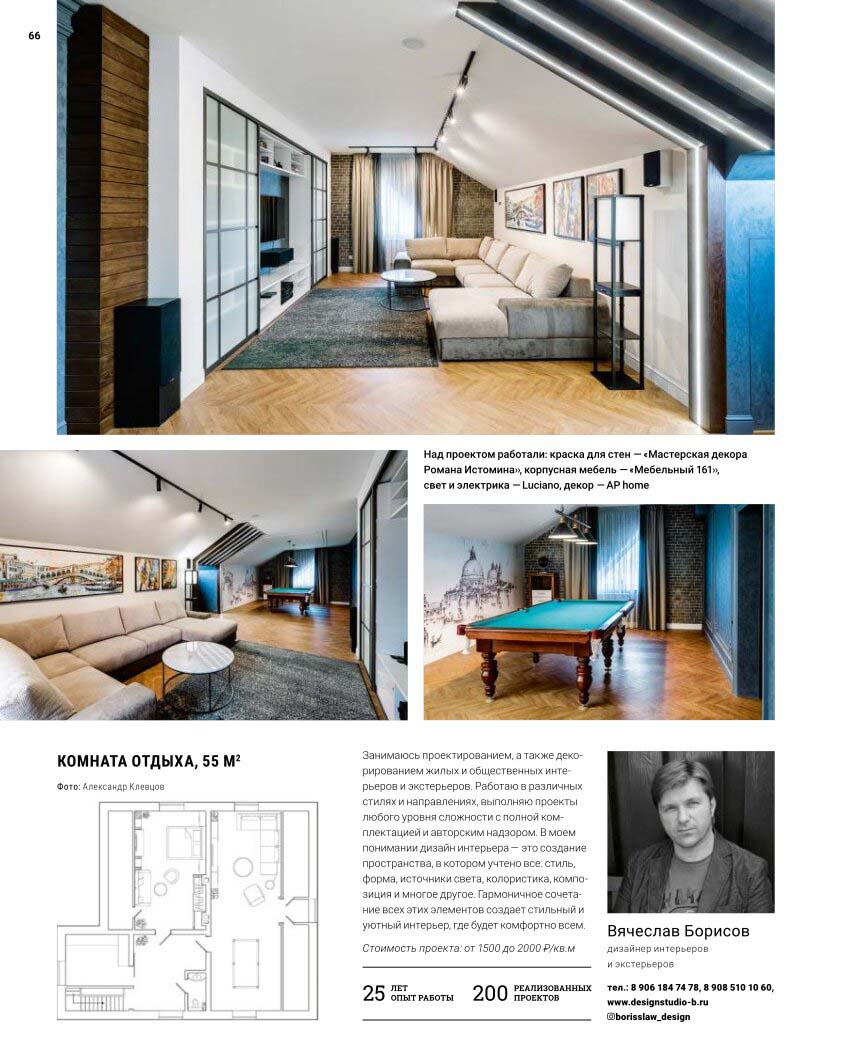 66
Над проектом работали: краска для стен — «Мастерская декора
Романа Истомина», корпусная мебель — «Мебельный 161»,
свет и электрика — Luciano, декор — AP home
КОМНАТА ОТДЫХА, 55 М²
Фото: Александр Клевцов
Занимаюсь проектированием, а также деко-
рированием жилых и общественных инте-
рьеров и экстерьеров. Работаю в различных
стилях и направлениях, выполняю проекты
любого уровня сложности с полной ком-
плектацией и авторским надзором. В моем
понимании дизайн интерьера — это создание
пространства, в котором учтено все: стиль,
форма, источники света, колористика, компо-
зиция и многое другое. Гармоничное сочета-
ние всех этих элементов создает стильный и
уютный интерьер, где будет комфортно всем.
Стоимость проекта: от 1500 до 2000 ₽/кв.м
25 ЛЕТ
ОПЫТ РАБОТЫ
200 РЕАЛИЗОВАННЫХ
ПРОЕКТОВ
Вячеслав Борисов
дизайнер интерьеров
и экстерьеров
тел.: 8 906 184 74 78, 8 908 510 10 60,
www.designstudio-b.ru
borisslaw_design